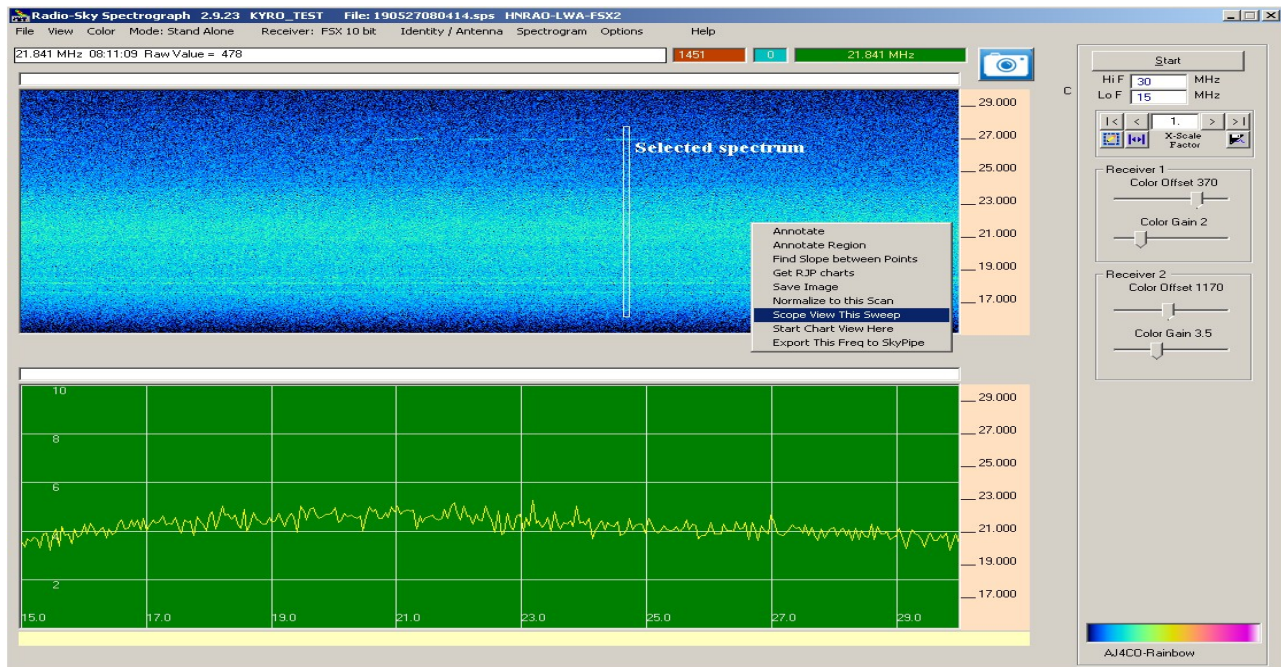 Radio-Sky Spectrograph 2.9.23 KYRO_TEST File: 190527080414.sps HNRAO-LWA-FSX2
File View Color Mode: Stand Alone Receiver: FSX 10 bit Identity / Antenna Spectrogram Options Help
21.841 MHz 08:11:09 Raw Value = 478
1451
0
21.841 MHz
29.000
27.000
25.000
23.000
21.000
19.000
17.000
Selected spectrum
Annotate
Annotate Region
Find Slope between Points
Get RJP charts
Save Image
Normalize to this Scan
Scope View This Sweep
Start Chart View Here
Export This Freq to SkyPipe
10
8
6
4
2
15.0 17.0 19.0 21.0 23.0 25.0 27.0 29.0
29.000
27.000
25.000
23.000
21.000
19.000
17.000
C
Start
Hi F 30 MHz
Lo F 15 MHz
|< < 1. > >|
X-Scale
Factor
Receiver 1
Color Offset 370
Color Gain 2
Receiver 2
Color Offset 1170
Color Gain 3.5
AJ4CO-Rainbow